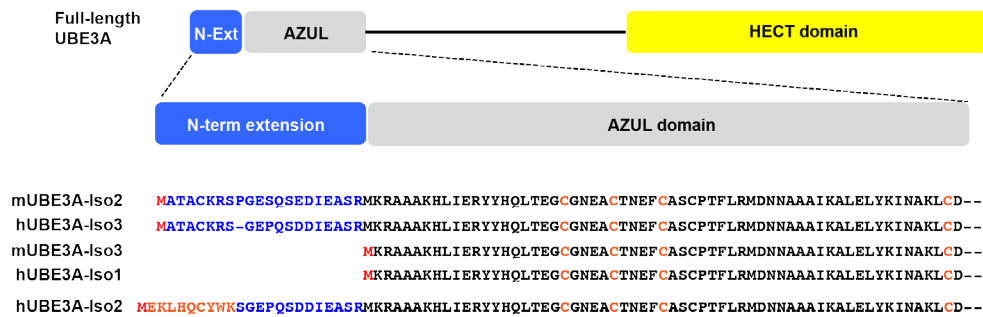 Full-length
UBE3A
N-Ext
AZUL
HECT domain
N-term extension
AZUL domain
mUBE3A-Iso2 MATACKRSPGESQSEDIEASRMKRAAAKHLIERYYHQLTEGCGNEACTNEFCASCPTFLRMDNNAAAIKALELYKINAKLCD--
hUBE3A-Iso3 MATACKRS-GEPQSDDIEASRMKRAAAKHLIERYYHQLTEGCGNEACTNEFCASCPTFLRMDNNAAAIKALELYKINAKLCD--
mUBE3A-Iso3 MKRAAAKHLIERYYHQLTEGCGNEACTNEFCASCPTFLRMDNNAAAIKALELYKINAKLCD--
hUBE3A-Iso1 MKRAAAKHLIERYYHQLTEGCGNEACTNEFCASCPTFLRMDNNAAAIKALELYKINAKLCD--
hUBE3A-Iso2 MEKLHQCYWKSGEPQSDDIEASRMKRAAAKHLIERYYHQLTEGCGNEACTNEFCASCPTFLRMDNNAAAIKALELYKINAKLCD--